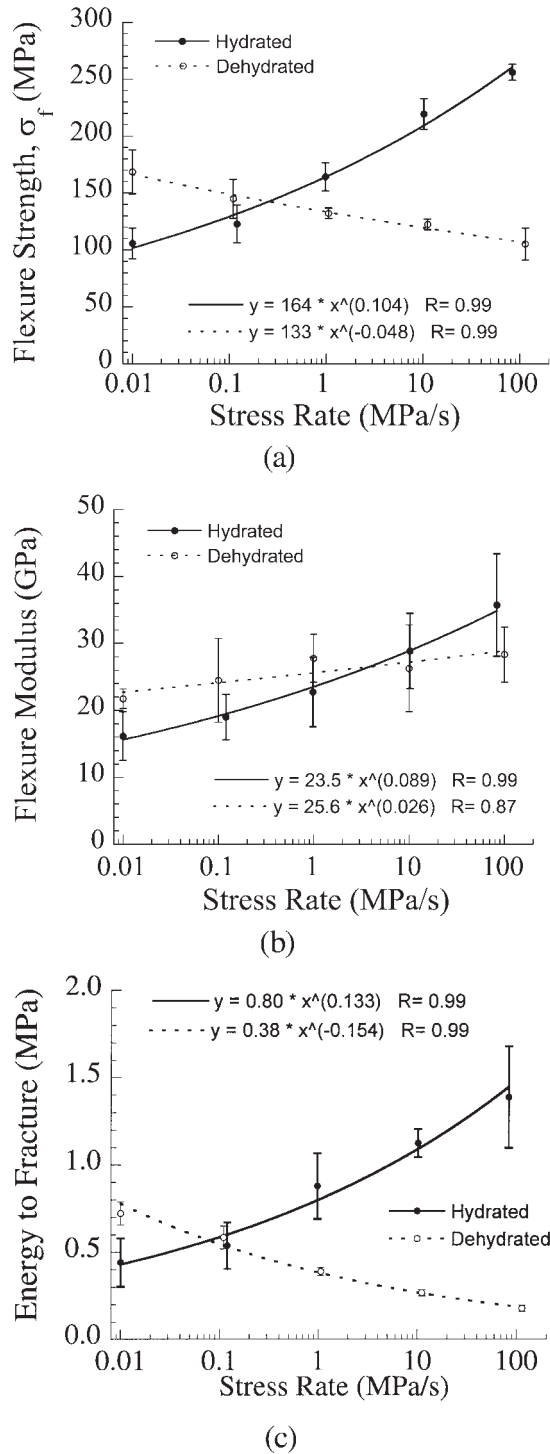 Flexure Strength, σf (MPa)
300
250
200
150
100
50
0
Hydrated
Dehydrated
y = 164 * x^(0.104) R= 0.99
y = 133 * x^(-0.048) R= 0.99
0.01 0.1 1 10 100
Stress Rate (MPa/s)
(a)
Flexure Modulus (GPa)
50
40
30
20
10
0
Hydrated
Dehydrated
y = 23.5 * x^(0.089) R= 0.99
y = 25.6 * x^(0.026) R= 0.87
0.01 0.1 1 10 100
Stress Rate (MPa/s)
(b)
Energy to Fracture (MPa)
2.0
1.5
1.0
0.5
0.0
y = 0.80 * x^(0.133) R= 0.99
y = 0.38 * x^(-0.154) R= 0.99
Hydrated
Dehydrated
0.01 0.1 1 10 100
Stress Rate (MPa/s)
(c)